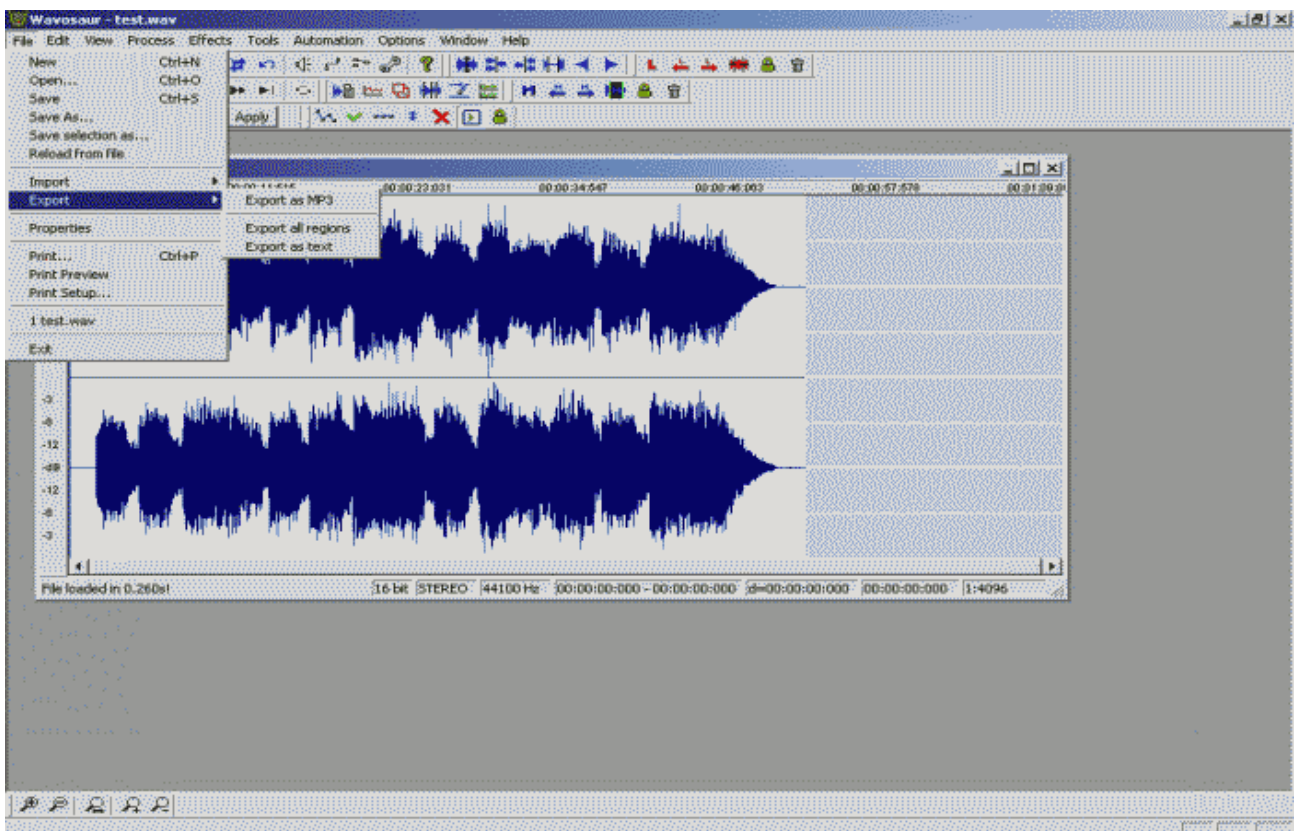 Wavosaur - test.wav
File Edit View Process Effects Tools Automation Options Window Help
New Ctrl+N
Open... Ctrl+O
Save Ctrl+S
Save As...
Apply
Save selection as...
Reload from file
Import
00:00:23:031 00:00:34:547 00:00:46:063 00:00:57:578
Export
Export as MP3
Properties
Export all regions
Export as text
Print... Ctrl+P
Print Preview
Print Setup...
1 test.wav
Exit
-3
-6
-12
-dB
-12
-6
-3
File loaded in 0.260s! 16 bit STEREO 44100 Hz 00:00:00:000 - 00:00:00:000 d=00:00:00:000 00:00:00:000 1:4096